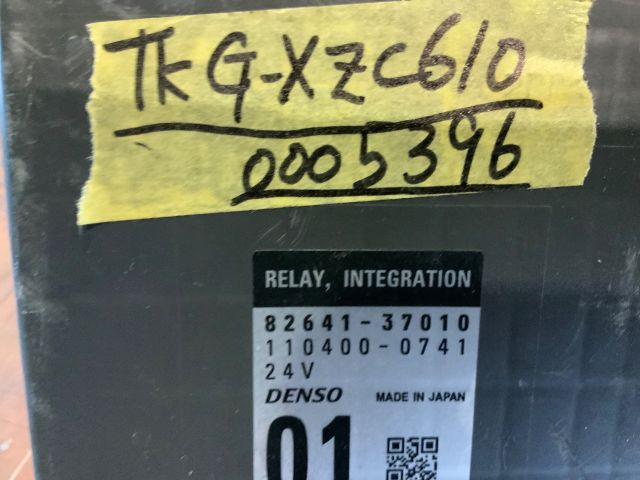 TKG-XZC610
0005396
RELAY, INTEGRATION
82641-37010
110400-0741
24V
DENSO MADE IN JAPAN
01